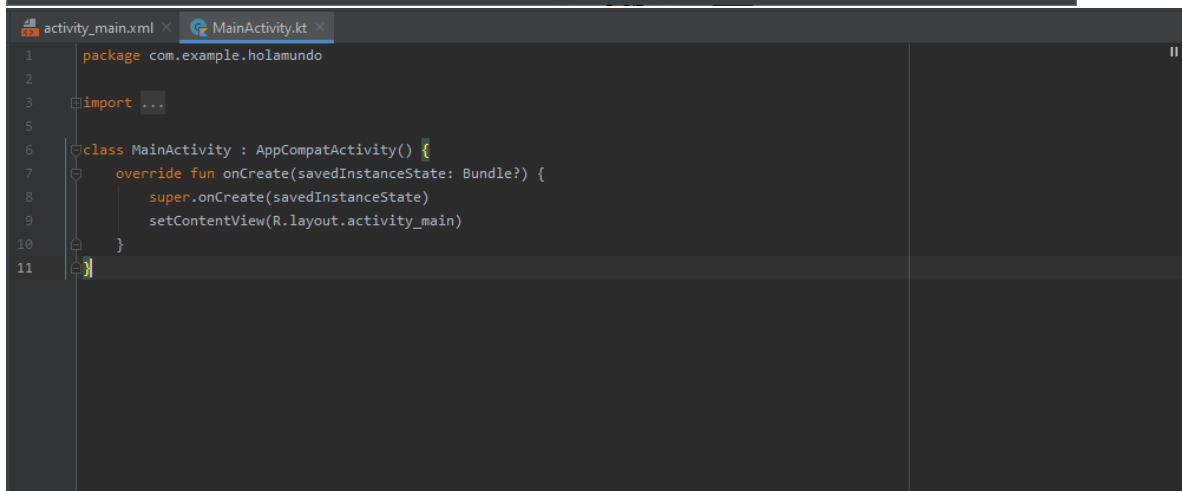 activity_main.xml MainActivity.kt
1 package com.example.holamundo
2
3 import ...
5
6 class MainActivity : AppCompatActivity() {
7 override fun onCreate(savedInstanceState: Bundle?) {
8 super.onCreate(savedInstanceState)
9 setContentView(R.layout.activity_main)
10 }
11 }